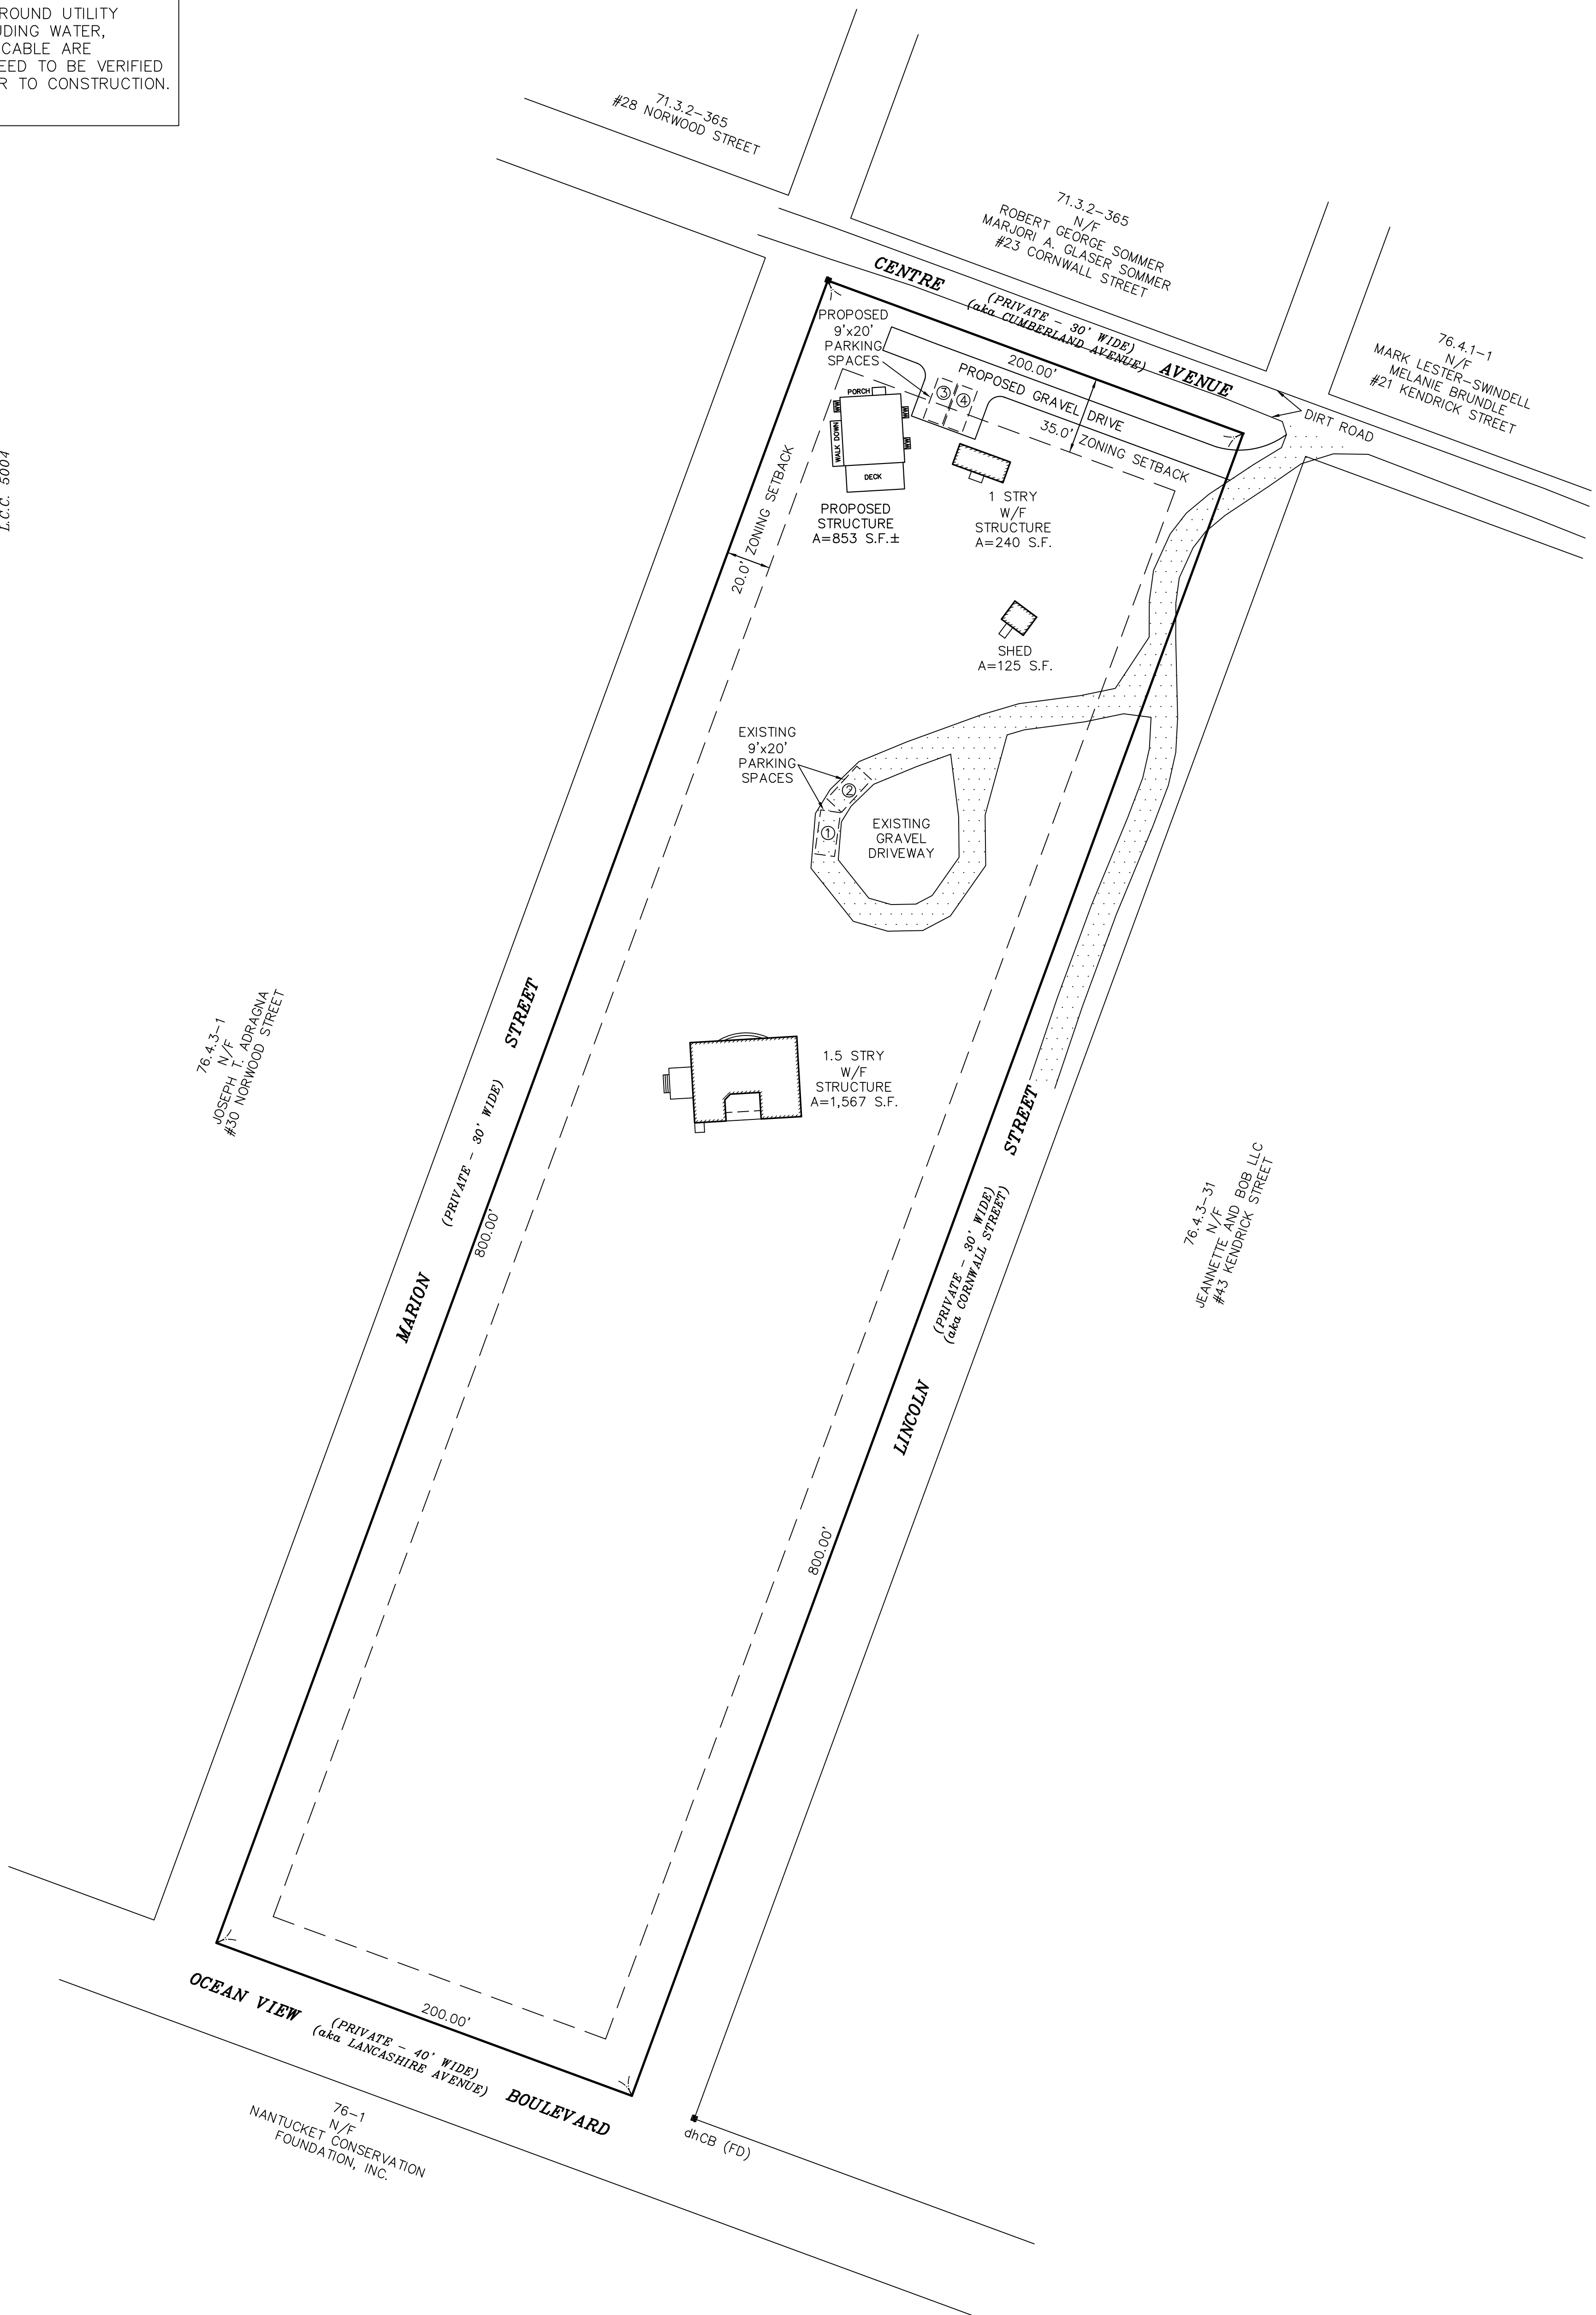 ROUND UTILITY
UDING WATER,
CABLE ARE
EED TO BE VERIFIED
R TO CONSTRUCTION.
L.C.C. 5004
71.3.2-365
#28 NORWOOD STREET
71.3.2-365
N/F
ROBERT GEORGE SOMMER
MARJORI A. GLASER SOMMER
#23 CORNWALL STREET
76.4.1-1
N/F
MARK LESTER-SWINDELL
MELANIE BRUNDLE
#21 KENDRICK STREET
CENTRE (PRIVATE - 30' WIDE) AVENUE
(aka CUMBERLAND AVENUE)
200.00'
DIRT ROAD
PROPOSED
9'x20'
PARKING
SPACES
PROPOSED GRAVEL DRIVE
35.0' ZONING SETBACK
3
4
PORCH
WW
WW
WW
WALK DOWN
DECK
PROPOSED
STRUCTURE
A=853 S.F.±
1 STRY
W/F
STRUCTURE
A=240 S.F.
20.0' ZONING SETBACK
SHED
A=125 S.F.
EXISTING
9'x20'
PARKING
SPACES
2
1
EXISTING
GRAVEL
DRIVEWAY
76.4.3-1
N/F
JOSEPH T. ADRAGNA
#30 NORWOOD STREET
MARION (PRIVATE - 30' WIDE) STREET
800.00'
1.5 STRY
W/F
STRUCTURE
A=1,567 S.F.
LINCOLN (PRIVATE - 30' WIDE) STREET
(aka CORNWALL STREET)
800.00'
76.4.3-31
N/F
JEANNETTE AND BOB LLC
#43 KENDRICK STREET
200.00'
OCEAN VIEW (PRIVATE - 40' WIDE) BOULEVARD
(aka LANCASHIRE AVENUE)
76-1
N/F
NANTUCKET CONSERVATION
FOUNDATION, INC.
dhCB (FD)